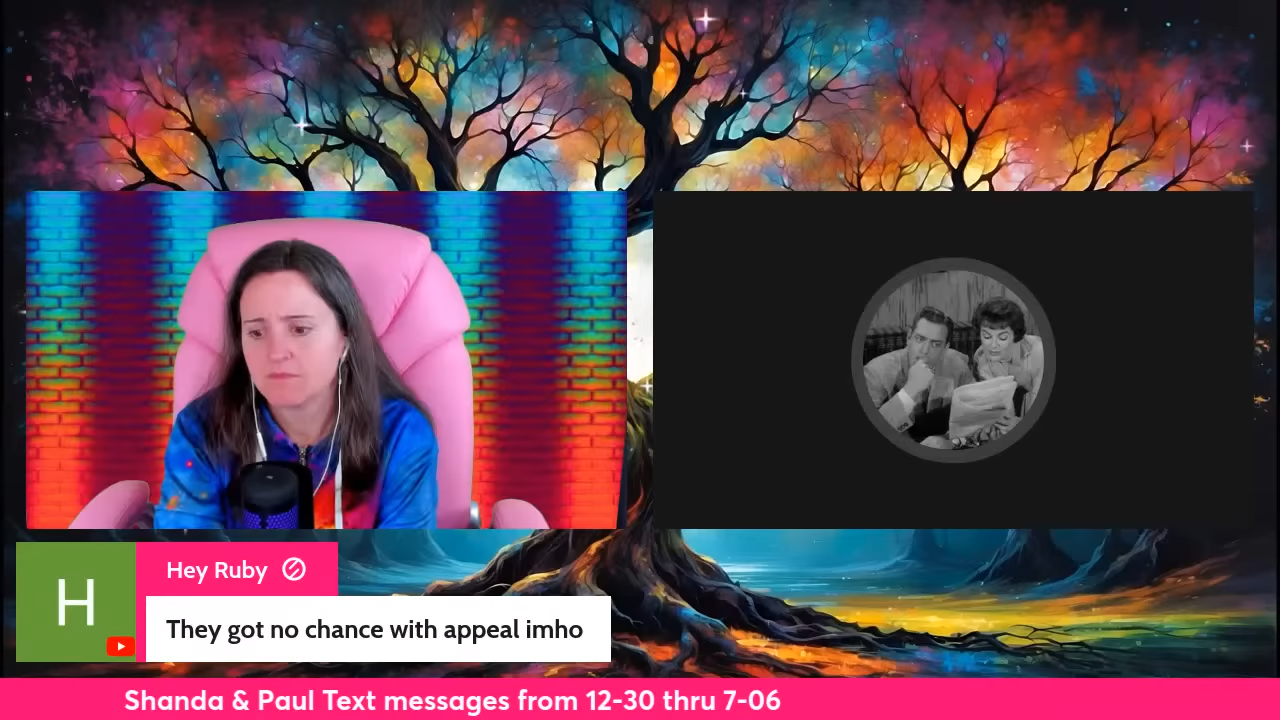 H
Hey Ruby
They got no chance with appeal imho
Shanda & Paul Text messages from 12-30 thru 7-06